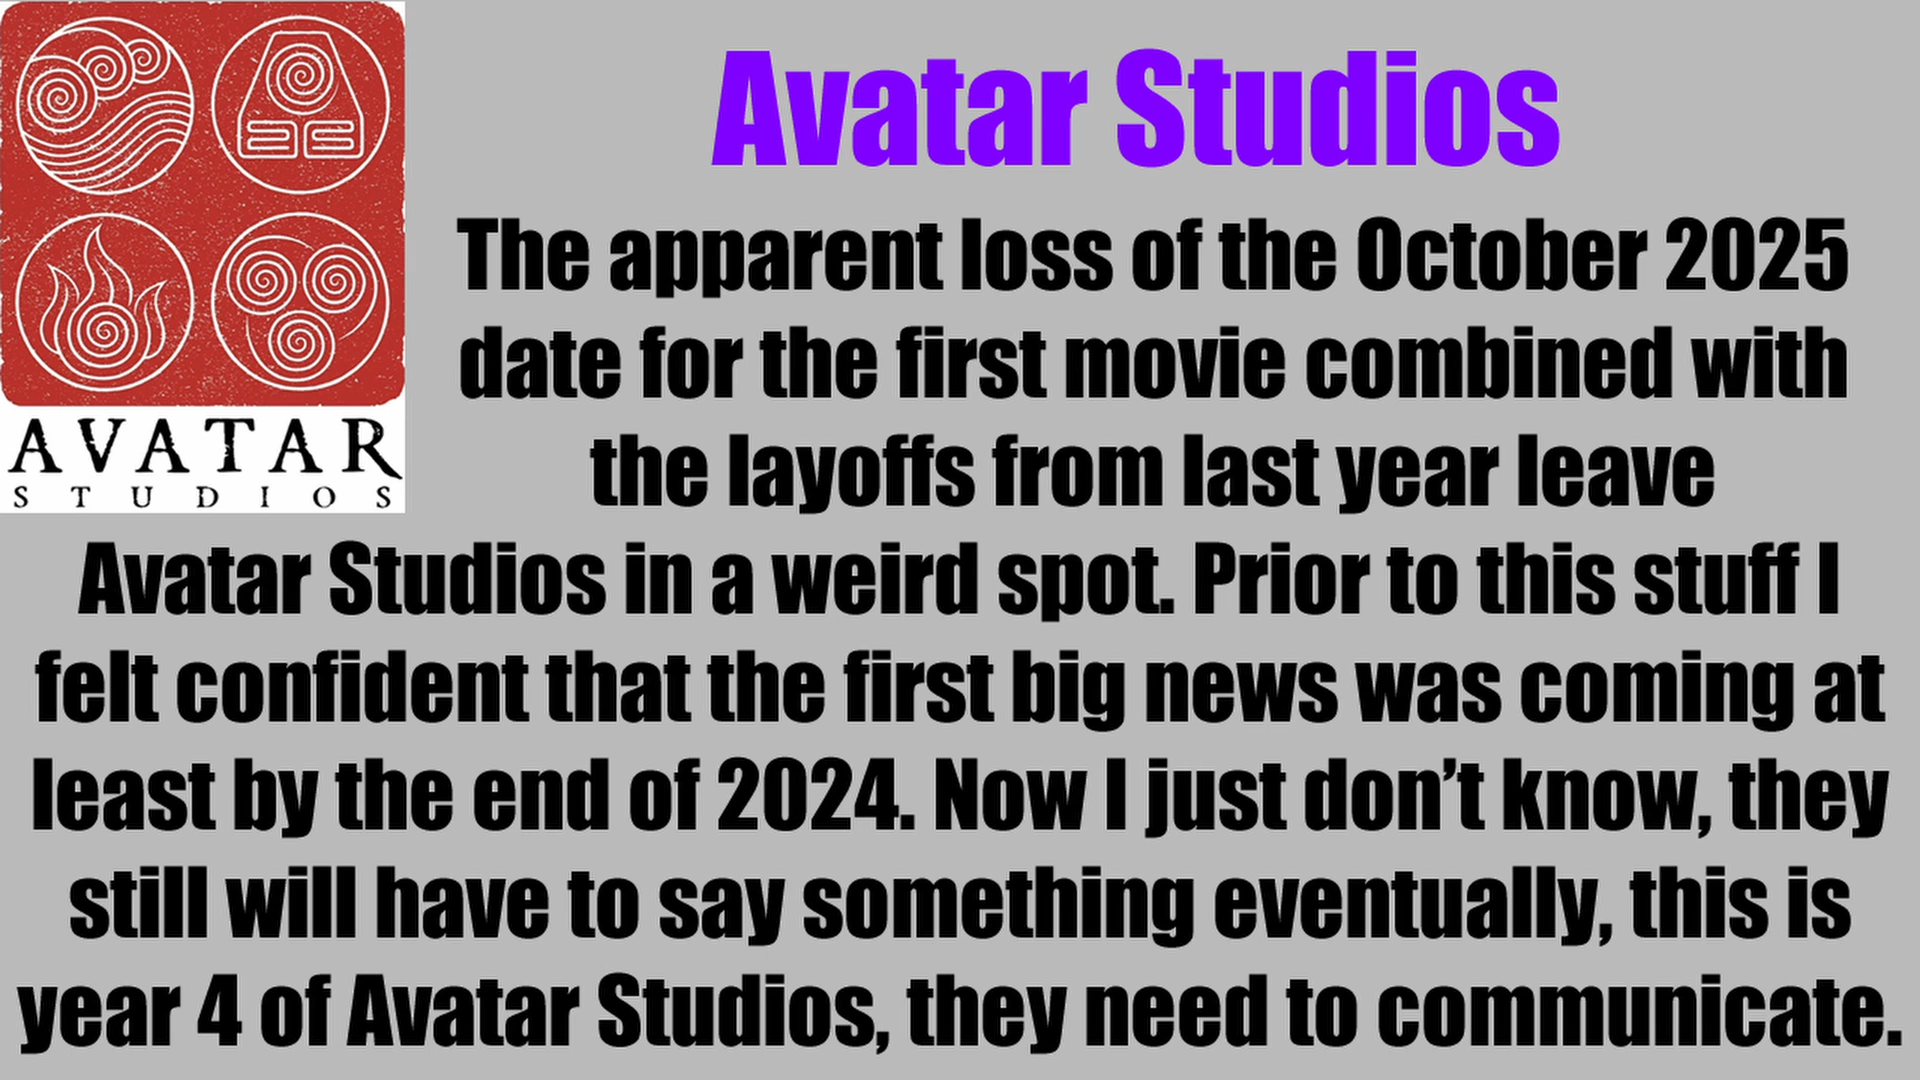 Avatar Studios
The apparent loss of the October 2025
date for the first movie combined with
the layoffs from last year leave
AVATAR
STUDIOS
Avatar Studios in a weird spot. Prior to this stuff I
felt confident that the first big news was coming at
least by the end of 2024. Now I just don’t know, they
still will have to say something eventually, this is
year 4 of Avatar Studios, they need to communicate.